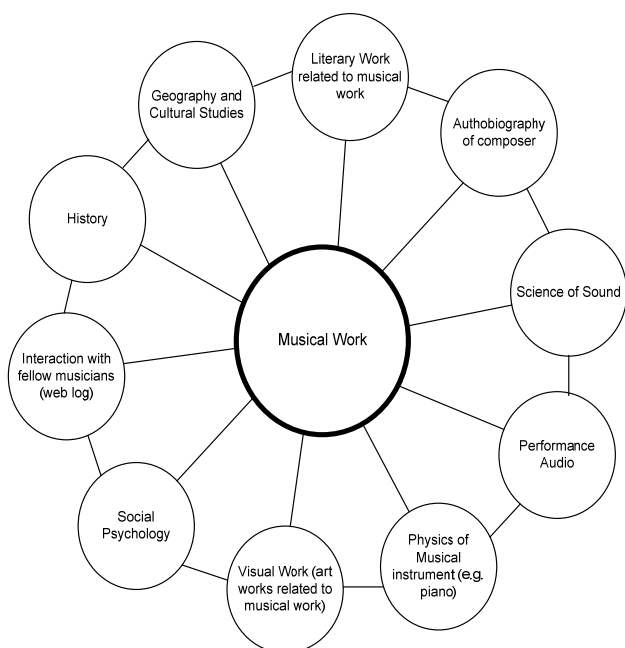 Literary Work
related to musical
work
Geography and
Cultural Studies
Authobiography
of composer
History
Science of Sound
Musical Work
Interaction with
fellow musicians
(web log)
Performance
Audio
Social
Psychology
Physics of
Musical
instrument (e.g.
piano)
Visual Work (art
works related to
musical work)